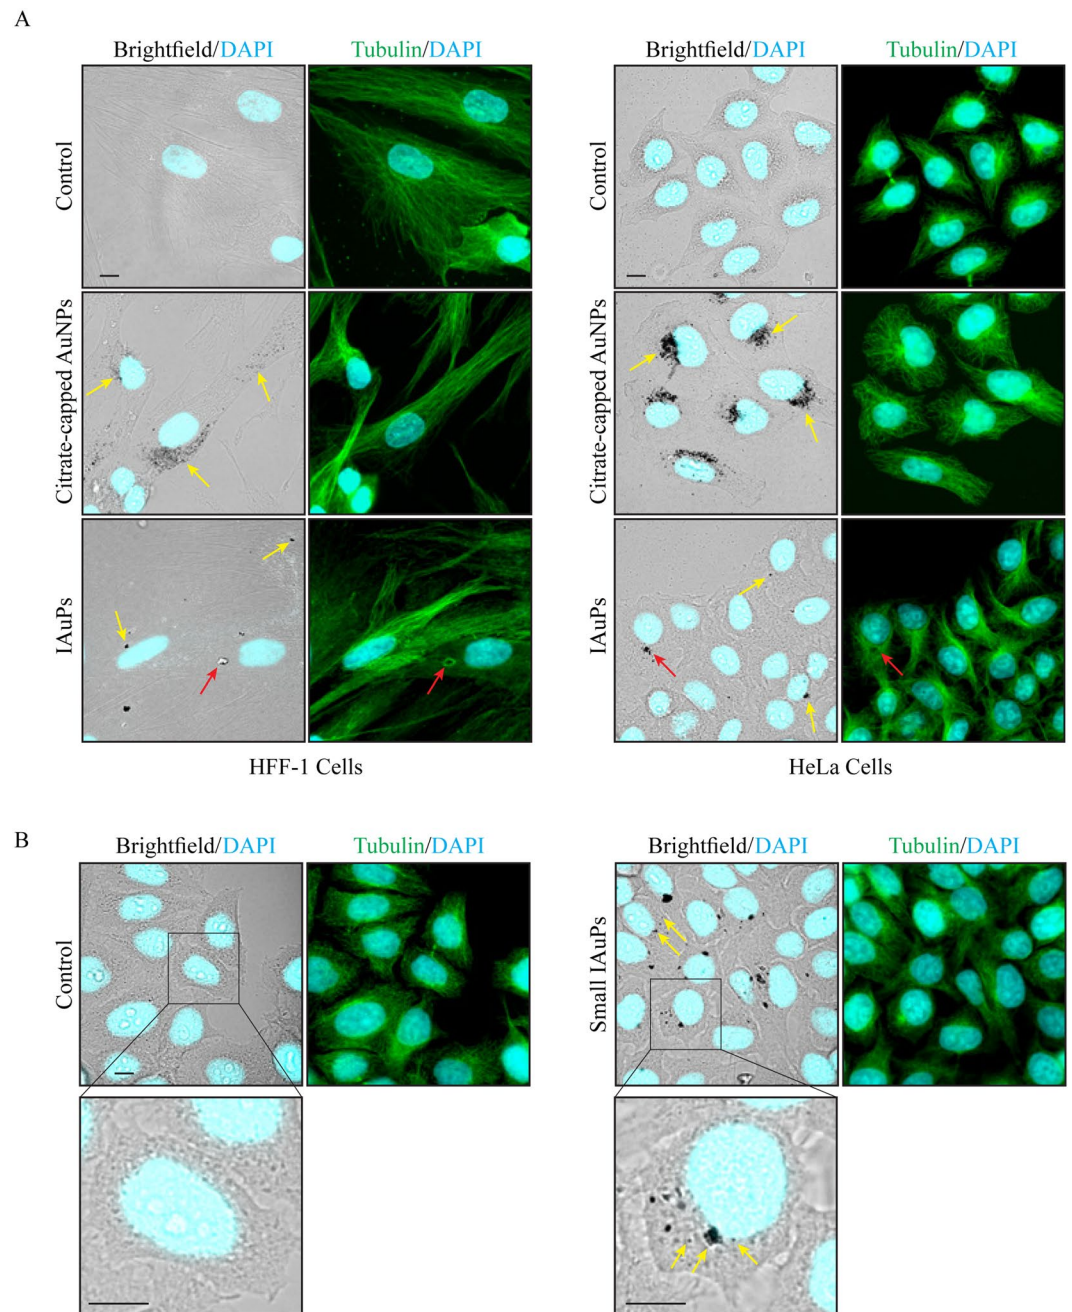 A
Brightfield/DAPI
Tubulin/DAPI
Brightfield/DAPI
Tubulin/DAPI
Control
Control
Citrate-capped AuNPs
Citrate-capped AuNPs
IAuPs
IAuPs
HFF-1 Cells
HeLa Cells
B
Brightfield/DAPI
Tubulin/DAPI
Brightfield/DAPI
Tubulin/DAPI
Control
Small IAuPs